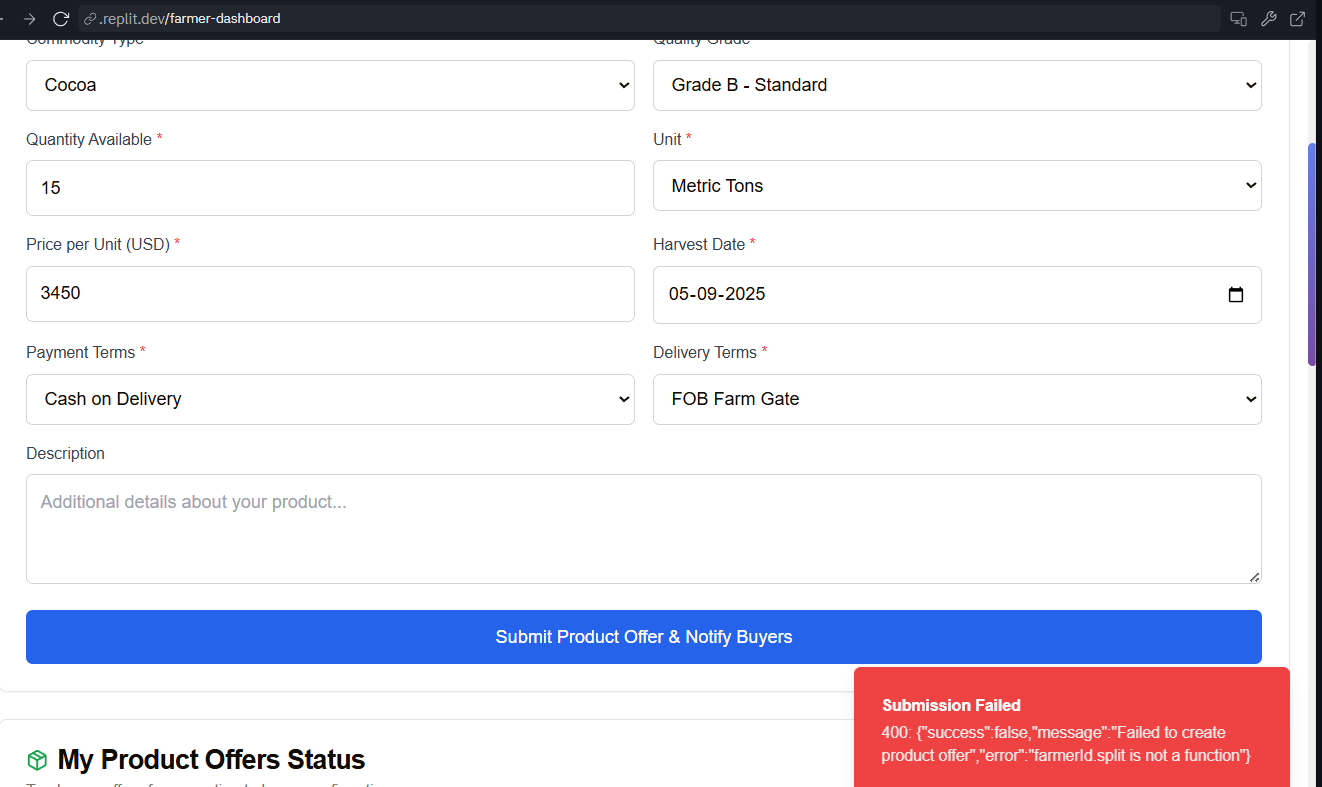 .replit.dev/farmer-dashboard
Commodity Type
Quality Grade
Cocoa
Grade B - Standard
Quantity Available *
Unit *
15
Metric Tons
Price per Unit (USD) *
Harvest Date *
3450
05-09-2025
Payment Terms *
Delivery Terms *
Cash on Delivery
FOB Farm Gate
Description
Additional details about your product...
Submit Product Offer & Notify Buyers
Submission Failed
400: {"success":false,"message":"Failed to create
product offer","error":"farmerId.split is not a function"}
My Product Offers Status